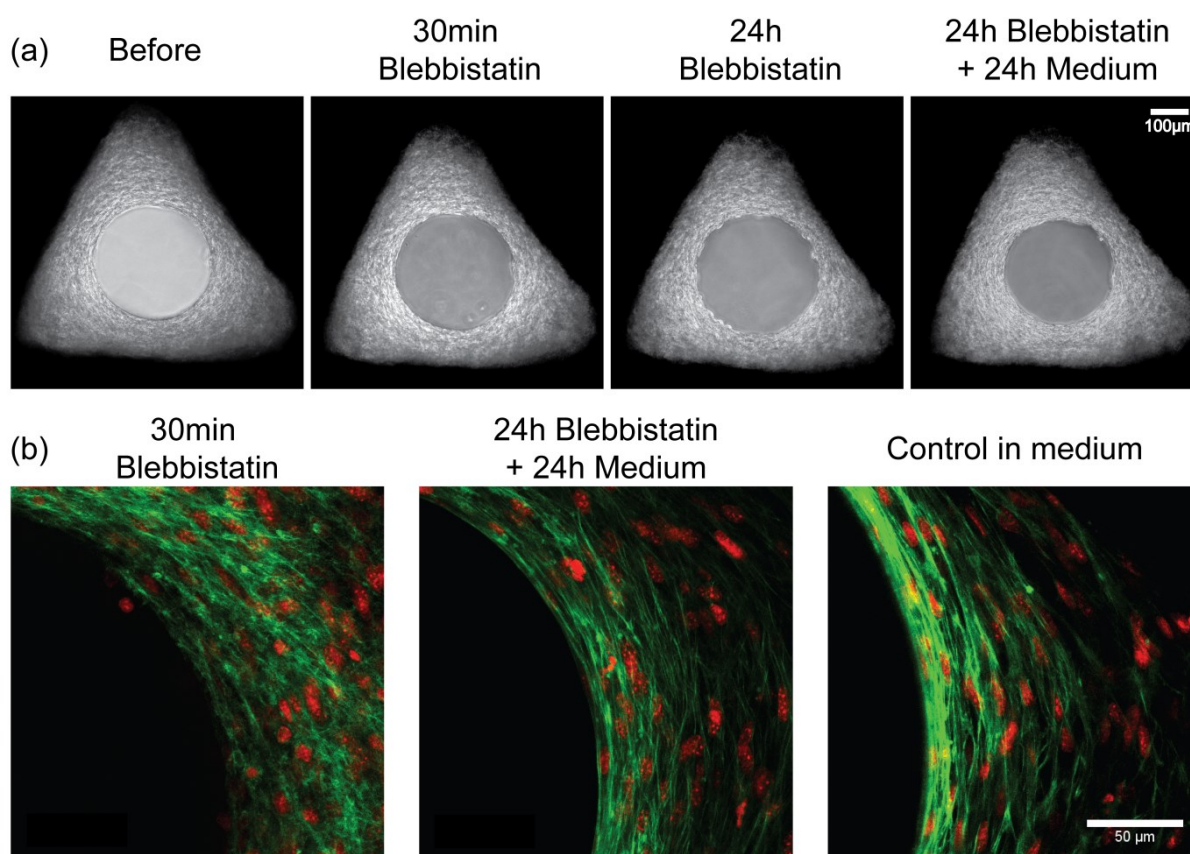 (a)
Before
30min
Blebbistatin
24h
Blebbistatin
24h Blebbistatin
+ 24h Medium
100µm
(b)
30min
Blebbistatin
24h Blebbistatin
+ 24h Medium
Control in medium
50 µm